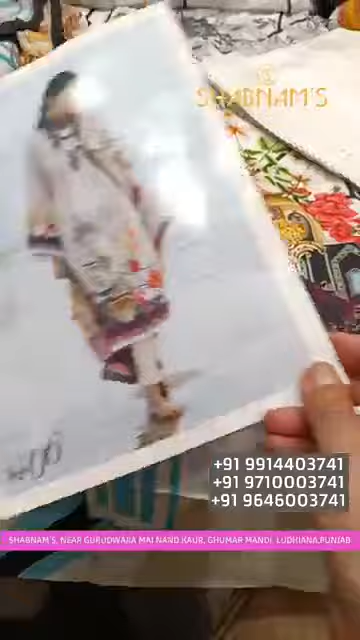 SHABNAM'S
+91 9914403741
+91 9710003741
+91 9646003741
SHABNAM'S, NEAR GURUDWARA MAI NAND KAUR, GHUMAR MANDI, LUDHIANA,PUNJAB